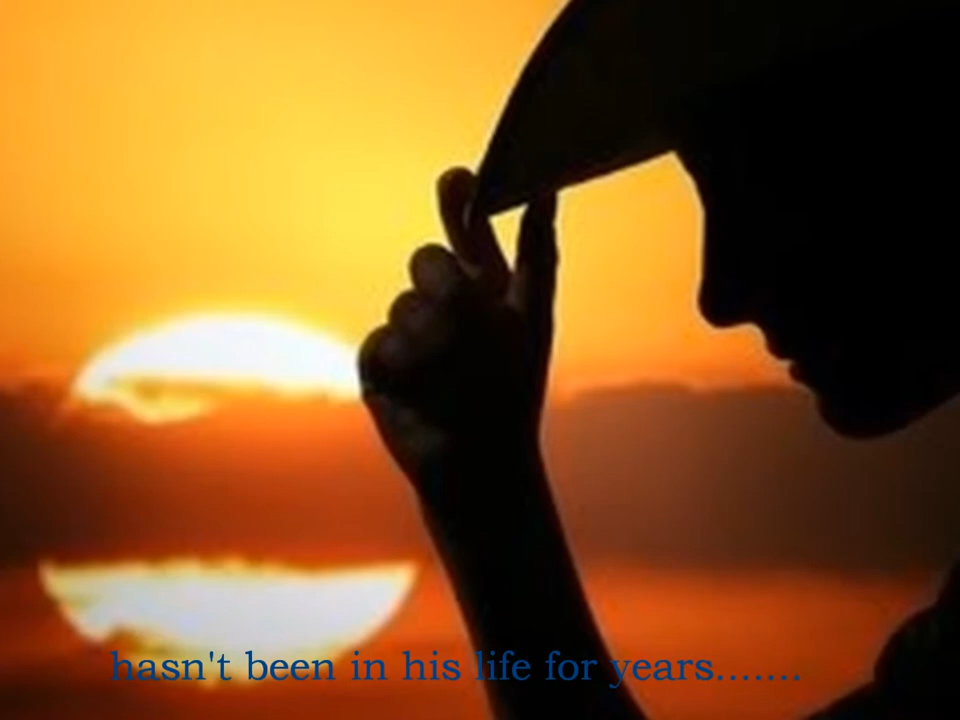 hasn't been in his life for years.......